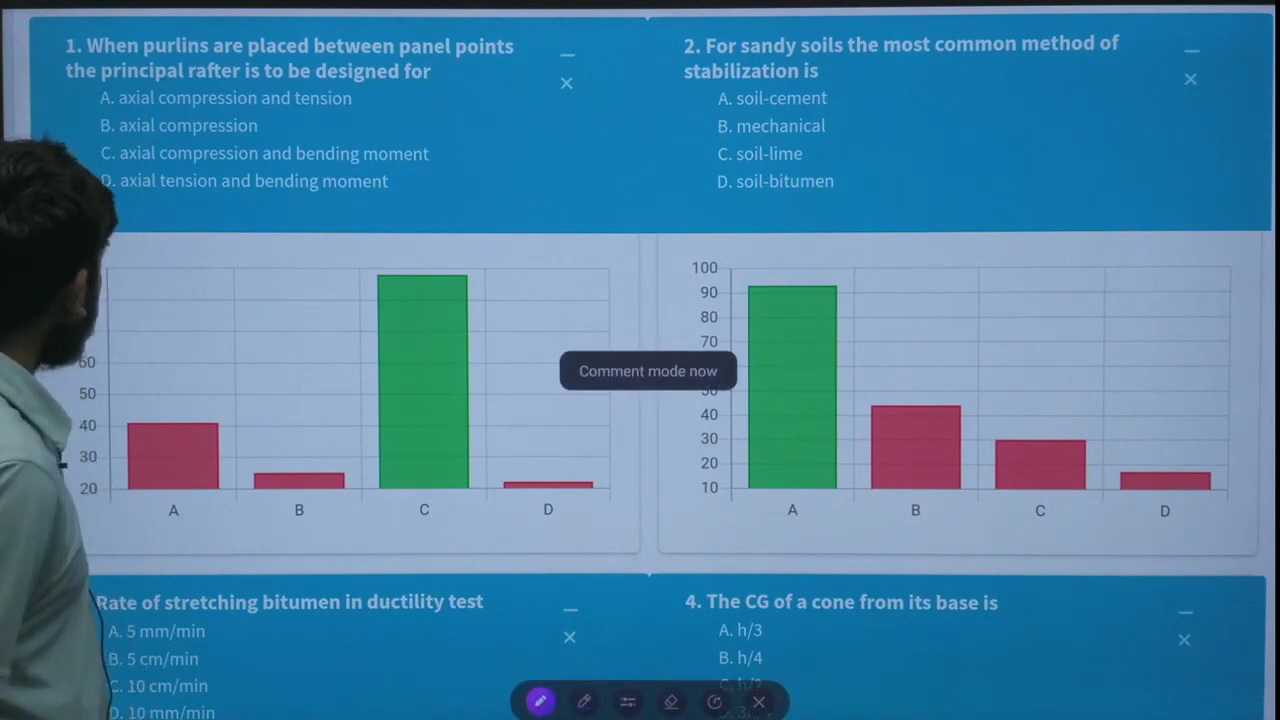 1. When purlins are placed between panel points
the principal rafter is to be designed for
A. axial compression and tension
B. axial compression
C. axial compression and bending moment
D. axial tension and bending moment
2. For sandy soils the most common method of
stabilization is
A. soil-cement
B. mechanical
C. soil-lime
D. soil-bitumen
60
50
40
30
20
A B C D
Comment mode now
100
90
80
70
50
40
30
20
10
A B C D
Rate of stretching bitumen in ductility test
A. 5 mm/min
B. 5 cm/min
C. 10 cm/min
D. 10 mm/min
4. The CG of a cone from its base is
A. h/3
B. h/4
C. h/2